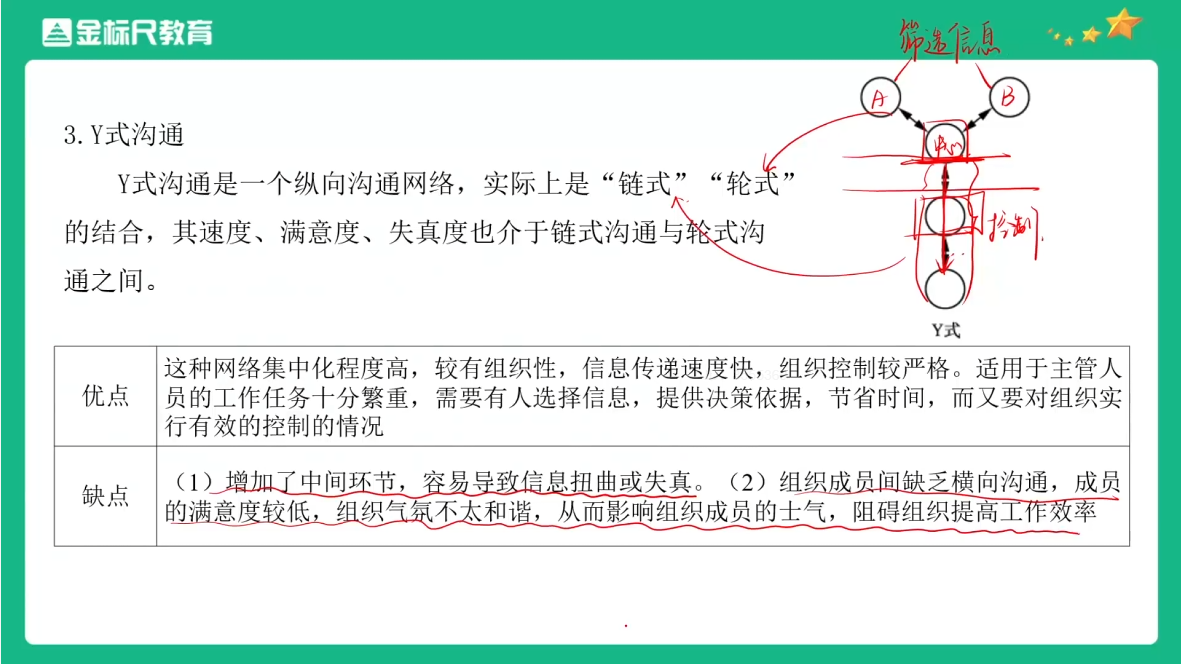 金标尺教育
筛选信息
A
B
中心
控制
Y式
3.Y式沟通
Y式沟通是一个纵向沟通网络，实际上是“链式”“轮式”
的结合，其速度、满意度、失真度也介于链式沟通与轮式沟
通之间。
优点
这种网络集中化程度高，较有组织性，信息传递速度快，组织控制较严格。适用于主管人
员的工作任务十分繁重，需要有人选择信息，提供决策依据，节省时间，而又要对组织实
行有效的控制的情况
缺点
（1）增加了中间环节，容易导致信息扭曲或失真。（2）组织成员间缺乏横向沟通，成员
的满意度较低，组织气氛不太和谐，从而影响组织成员的士气，阻碍组织提高工作效率